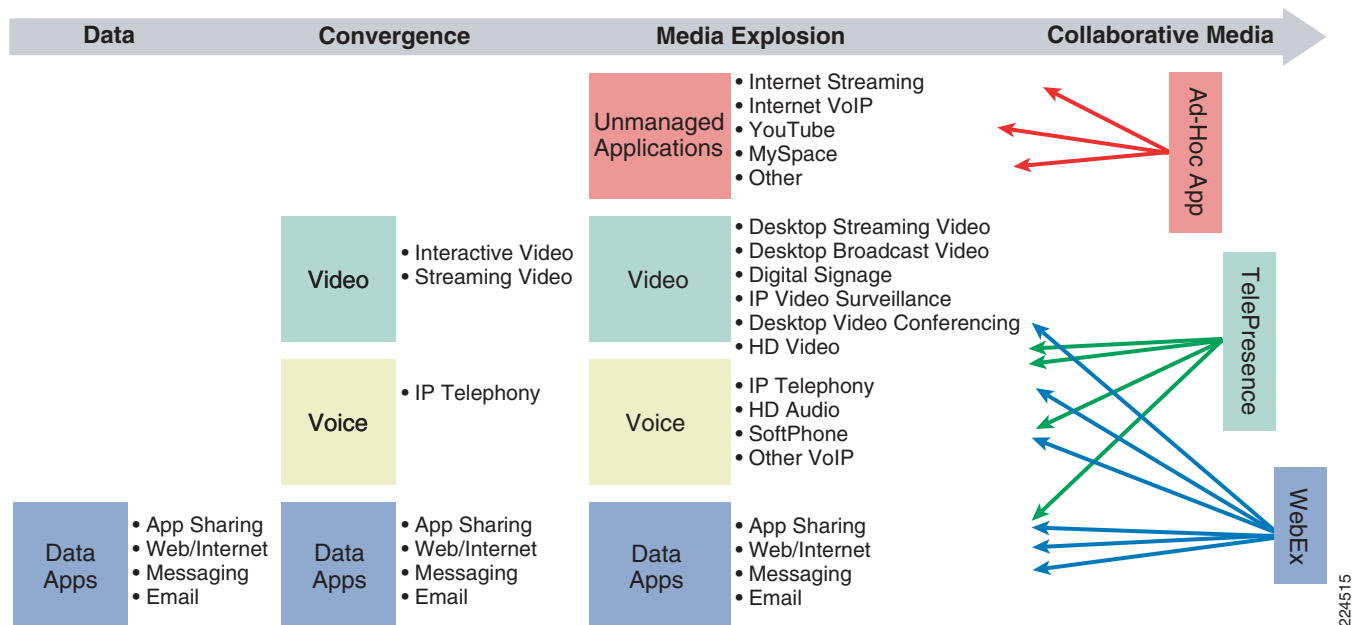 Data
Convergence
Media Explosion
Collaborative Media
Unmanaged
Applications
• Internet Streaming
• Internet VoIP
• YouTube
• MySpace
• Other
Ad-Hoc App
Video
• Interactive Video
• Streaming Video
Video
• Desktop Streaming Video
• Desktop Broadcast Video
• Digital Signage
• IP Video Surveillance
• Desktop Video Conferencing
• HD Video
TelePresence
Voice
• IP Telephony
Voice
• IP Telephony
• HD Audio
• SoftPhone
• Other VoIP
WebEx
Data
Apps
• App Sharing
• Web/Internet
• Messaging
• Email
Data
Apps
• App Sharing
• Web/Internet
• Messaging
• Email
Data
Apps
• App Sharing
• Web/Internet
• Messaging
• Email
224515